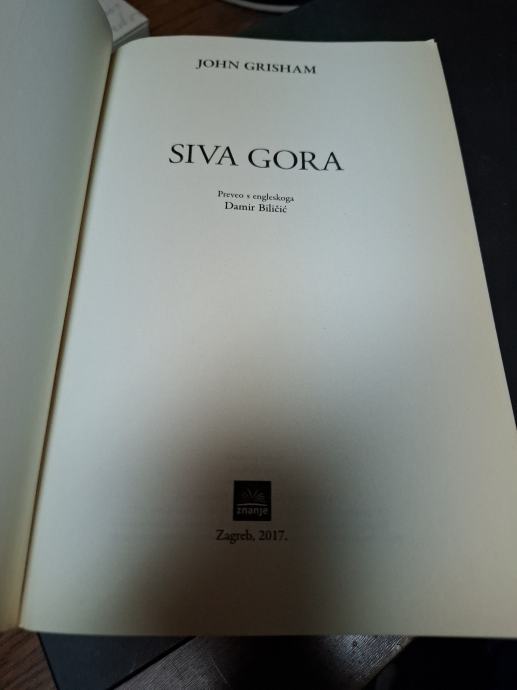 JOHN GRISHAM
SIVA GORA
Preveo s engleskoga
Damir Biličić
znanje
Zagreb, 2017.